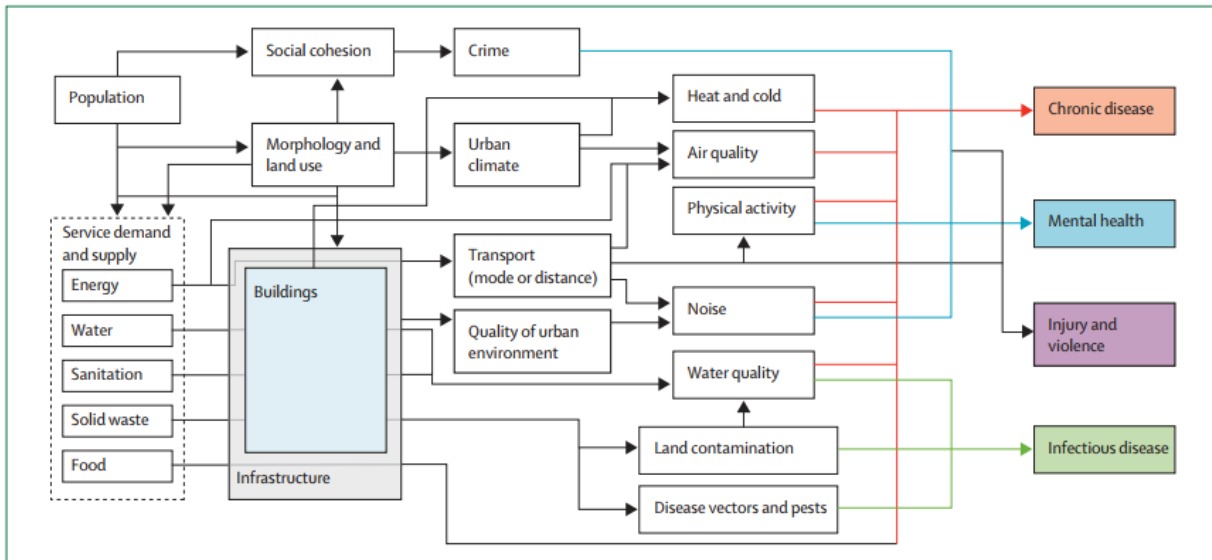 Social cohesion
Crime
Population
Heat and cold
Chronic disease
Morphology and
land use
Urban
climate
Air quality
Physical activity
Mental health
Service demand
and supply
Transport
(mode or distance)
Energy
Buildings
Noise
Injury and
violence
Water
Quality of urban
environment
Sanitation
Water quality
Solid waste
Land contamination
Infectious disease
Food
Infrastructure
Disease vectors and pests